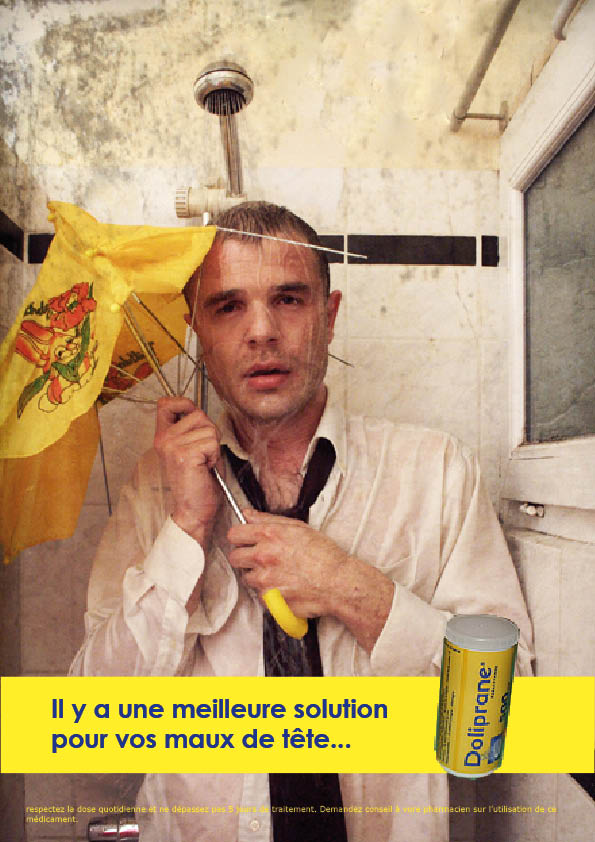 Il y a une meilleure solution
pour vos maux de tête...
Doliprane
500
respectez la dose quotidienne et ne dépassez pas 5 jours de traitement. Demandez conseil à votre pharmacien sur l'utilisation de ce
médicament.